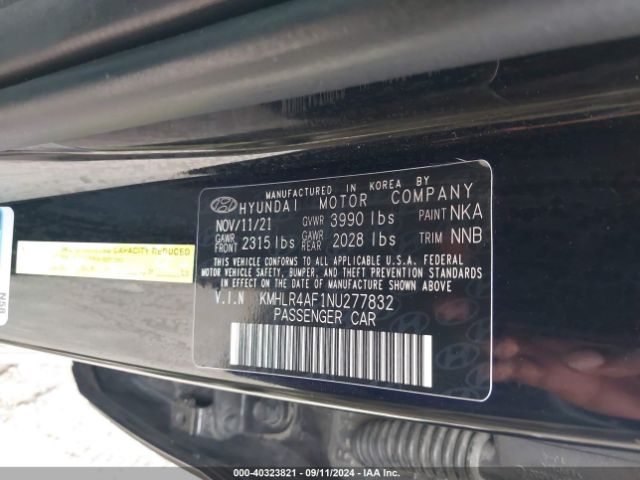 MANUFACTURED IN KOREA BY
HYUNDAI MOTOR COMPANY
NOV/11/21 GVWR 3990 lbs PAINT NKA
GAWR FRONT 2315 lbs GAWR REAR 2028 lbs TRIM NNB
THIS VEHICLE CONFORMS TO ALL APPLICABLE U.S.A. FEDERAL
MOTOR VEHICLE SAFETY, BUMPER, AND THEFT PREVENTION STANDARDS
IN EFFECT ON THE DATE OF MANUFACTURE SHOWN ABOVE
V.I.N KMHLR4AF1NU277832
PASSENGER CAR
CAPACITY REDUCED
N58
000-40323821 - 09/11/2024 - IAA Inc.